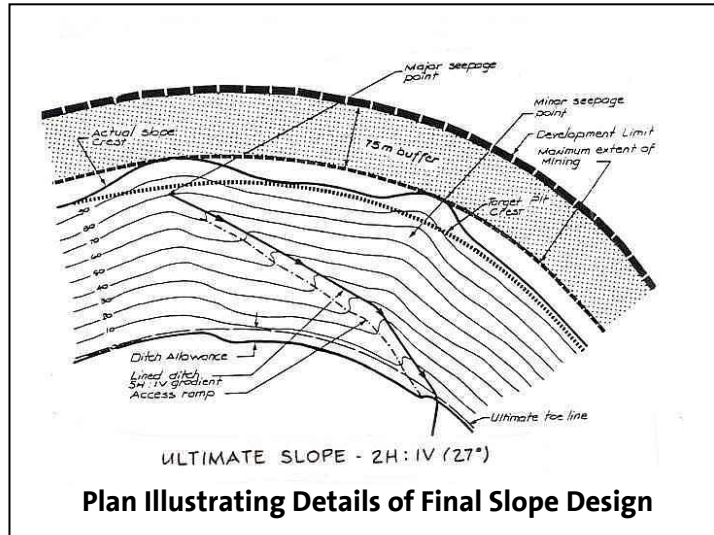 Major seepage
point
Minor seepage
point
Actual slope
Crest
75m buffer
Development Limit
Maximum extent of
Mining
Target Pit
Crest
90
80
70
60
50
40
30
20
10
Ditch Allowance
Lined ditch
5H:1V gradient
Access ramp
Ultimate toe line
ULTIMATE SLOPE - 2H:1V (27°)
Plan Illustrating Details of Final Slope Design